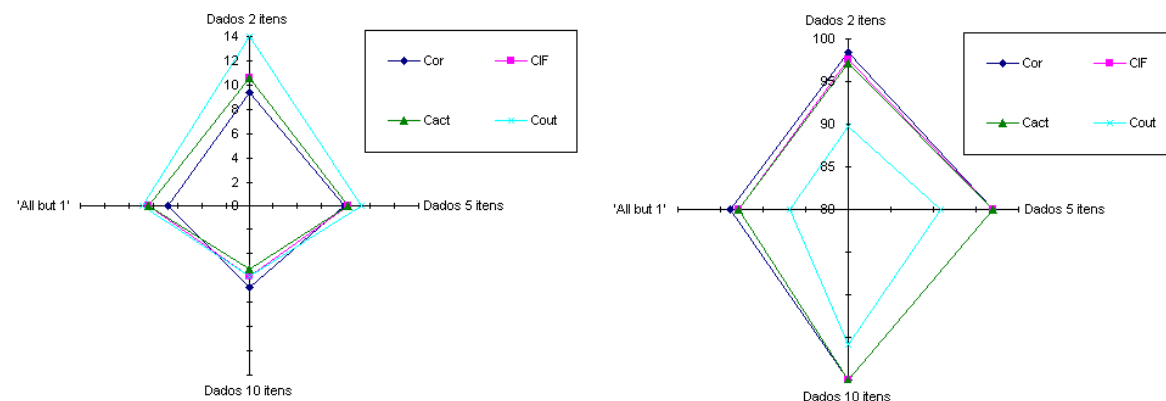 Dados 2 itens
14
12
10
8
6
4
2
0
'All but 1'
Dados 5 itens
Dados 10 itens
Cor
CIF
Cact
Cout
Dados 2 itens
100
95
90
85
80
'All but 1'
Dados 5 itens
Dados 10 itens
Cor
CIF
Cact
Cout